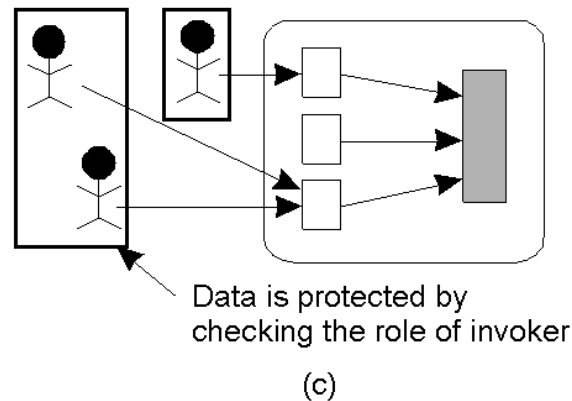 Data is protected by
checking the role of invoker
(c)